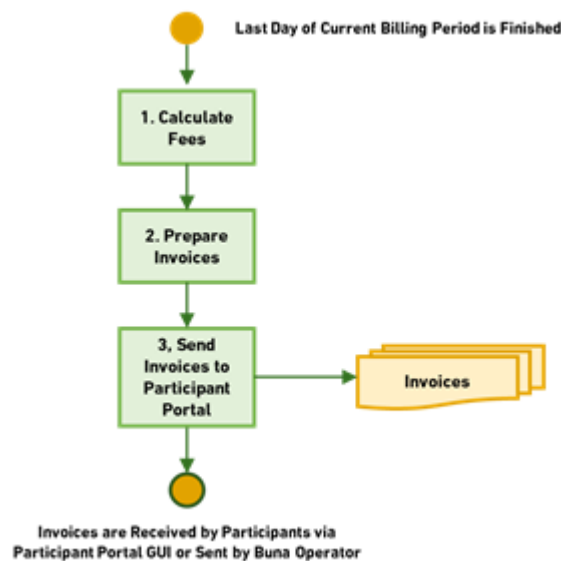 Last Day of Current Billing Period is Finished
1. Calculate
Fees
2. Prepare
Invoices
3, Send
Invoices to
Participant
Portal
Invoices
Invoices are Received by Participants via
Participant Portal GUI or Sent by Buna Operator